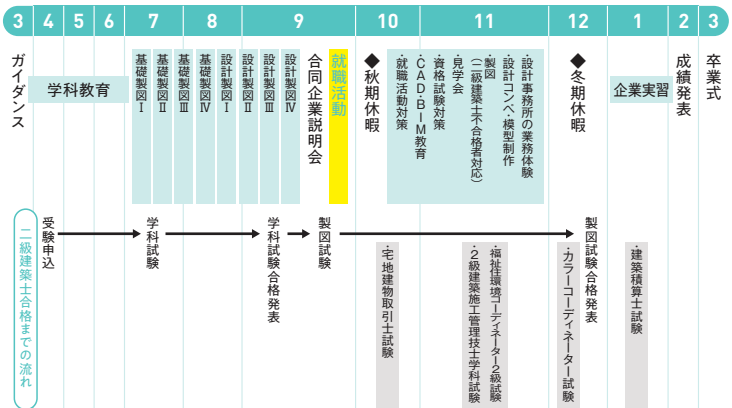 3 4 5 6 7 8 9 10 11 12 1 2 3
ガイダンス
学科教育
基礎製図Ⅰ
基礎製図Ⅱ
基礎製図Ⅲ
基礎製図Ⅳ
設計製図Ⅰ
設計製図Ⅱ
設計製図Ⅲ
設計製図Ⅳ
合同企業説明会
就職活動
◆秋期休暇
・就職活動対策
・CAD・BIM教育
・資格試験対策
・見学会
(二級建築士不合格者対応)
・製図
・設計コンペ・模型制作
・設計事務所の業務体験
◆冬期休暇
企業実習
成績発表
卒業式
二級建築士合格までの流れ
受験申込
学科試験
学科試験合格発表
製図試験
製図試験合格発表
・宅地建物取引士試験
・2級建築施工管理技士学科試験
・福祉住環境コーディネーター2級試験
・カラーコーディネーター試験
・建築積算士試験